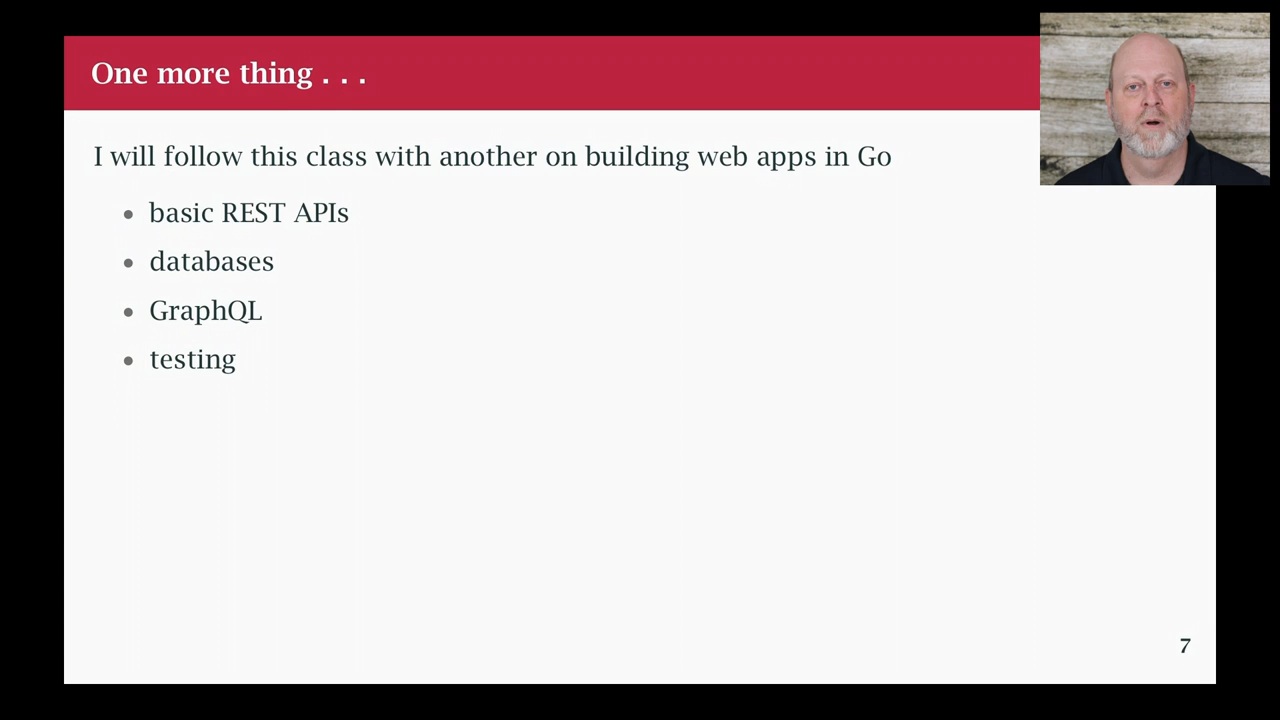 One more thing . . .
I will follow this class with another on building web apps in Go
• basic REST APIs
• databases
• GraphQL
• testing
7